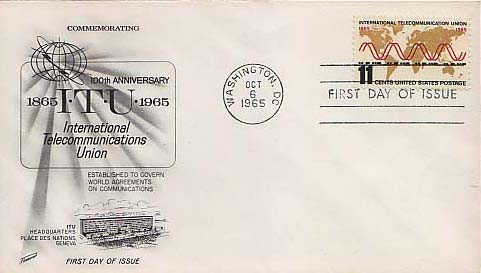 COMMEMORATING
100th ANNIVERSARY
1865 I·T·U 1965
International
Telecommunications
Union
ESTABLISHED TO GOVERN
WORLD AGREEMENTS
ON COMMUNICATIONS
ITU
HEADQUARTERS
PLACE DES NATIONS,
GENEVA
FIRST DAY OF ISSUE
WASHINGTON, DC
OCT
6
1965
INTERNATIONAL TELECOMMUNICATION UNION
1865 1965
11 CENTS UNITED STATES POSTAGE
FIRST DAY OF ISSUE